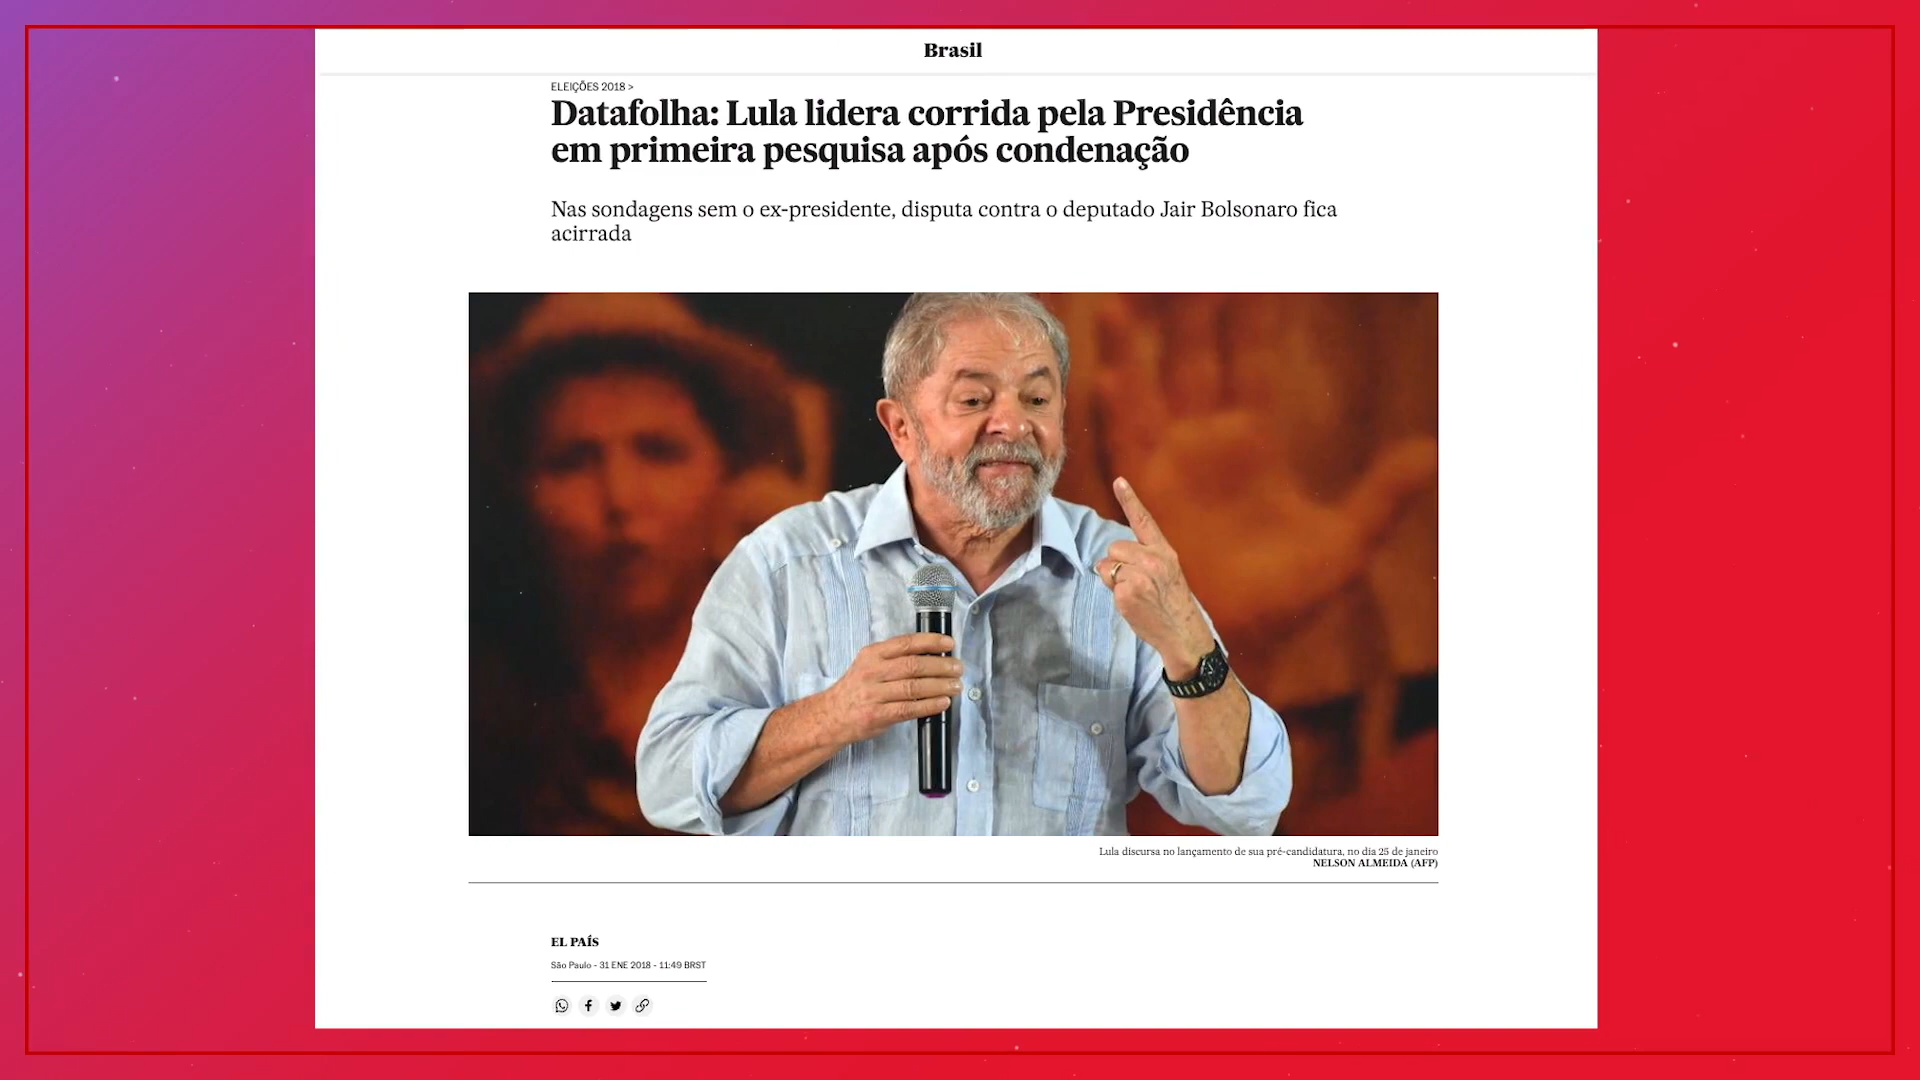 Brasil
ELEIÇÕES 2018 >
Datafolha: Lula lidera corrida pela Presidência
em primeira pesquisa após condenação
Nas sondagens sem o ex-presidente, disputa contra o deputado Jair Bolsonaro fica
acirrada
Lula discursa no lançamento de sua pré-candidatura, no dia 25 de janeiro
NELSON ALMEIDA (AFP)
EL PAÍS
São Paulo - 31 ENE 2018 - 11:49 BRST